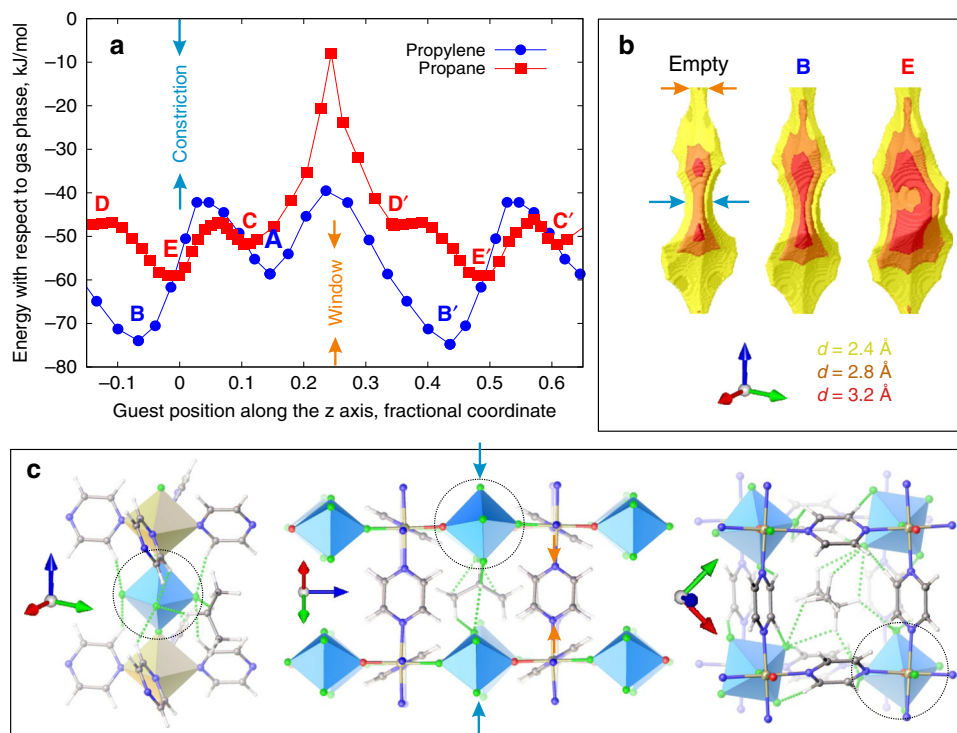 a
Propylene
Propane
Constriction
Window
D
E
B
C
A
D′
E′
B′
C′
0
−10
−20
−30
−40
−50
−60
−70
−80
Energy with respect to gas phase, kJ/mol
−0.1 0 0.1 0.2 0.3 0.4 0.5 0.6
Guest position along the z axis, fractional coordinate
b
Empty B E
d = 2.4 Å
d = 2.8 Å
d = 3.2 Å
c